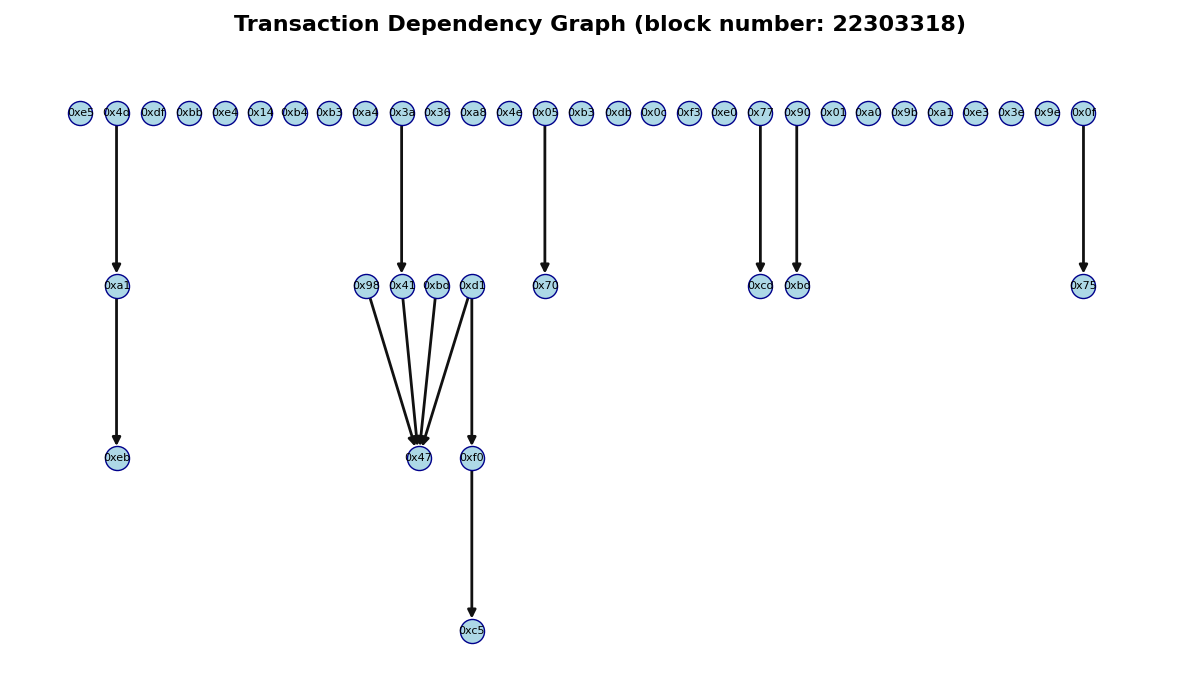 Transaction Dependency Graph (block number: 22303318)
0xe5 0x4d 0xdf 0xbb 0xe4 0x14 0xb4 0xb3 0xa4 0x3a 0x36 0xa8 0x4e 0x05 0xb3 0xdb 0x0c 0xf3 0xe0 0x77 0x90 0x01 0xa0 0x9b 0xa1 0xe3 0x3e 0x9e 0x0f
0xa1 0x98 0x41 0xbd 0xd1 0x70 0xcd 0xbd 0x75
0xeb 0x47 0xf0
0xc5